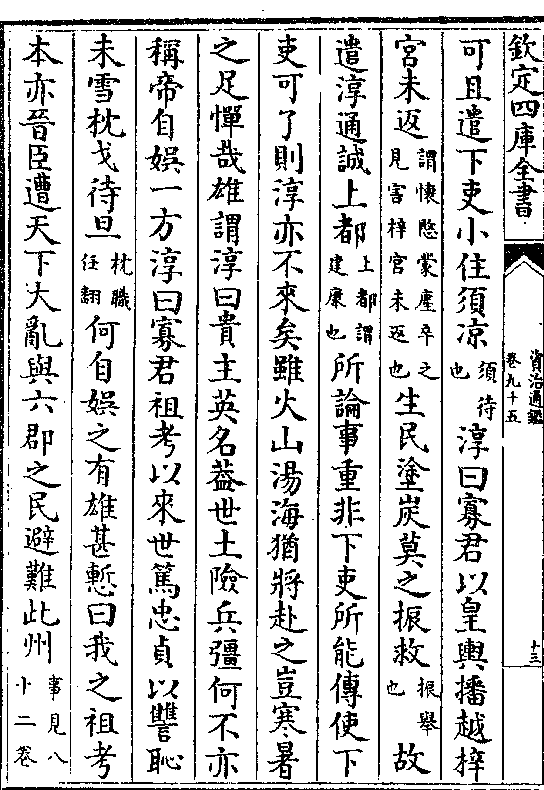 欽定四庫全書
資治通鑑
卷九十五
十三
可且遣下吏小住須凉須待也淳曰寡君以皇輿播越梓
宮未返謂懷愍蒙塵卒之見害梓宮未返也生民塗炭莫之振救振舉也故
遣淳通誠上都上都謂建康也所論事重非下吏所能傳使下
吏可了則淳亦不來矣雖火山湯海猶將赴之豈寒暑
之足憚哉雄謂淳曰貴主英名葢世土險兵彊何不亦
稱帝自娛一方淳曰寡君祖考以來世篤忠貞以讐恥
未雪枕戈待旦枕職任翻何自娛之有雄甚慙曰我之祖考
本亦晉臣遭天下大亂與六郡之民避難此州事見八十二卷